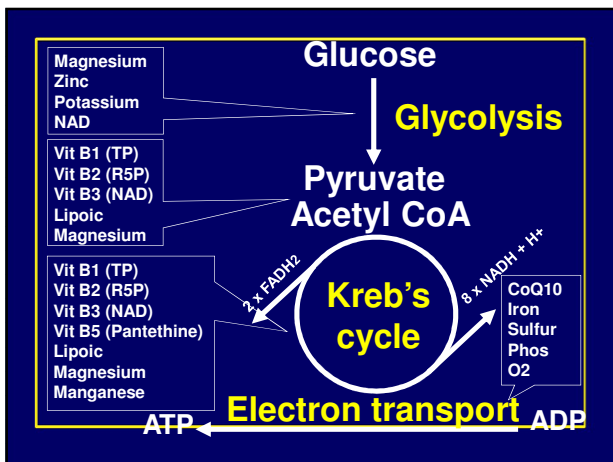 Magnesium
Zinc
Potassium
NAD
Glucose
Glycolysis
Vit B1 (TP)
Vit B2 (R5P)
Vit B3 (NAD)
Lipoic
Magnesium
Pyruvate
Acetyl CoA
Vit B1 (TP)
Vit B2 (R5P)
Vit B3 (NAD)
Vit B5 (Pantethine)
Lipoic
Magnesium
Manganese
2 x FADH2
Kreb’s
cycle
8 x NADH + H+
CoQ10
Iron
Sulfur
Phos
O2
Electron transport
ATP
ADP